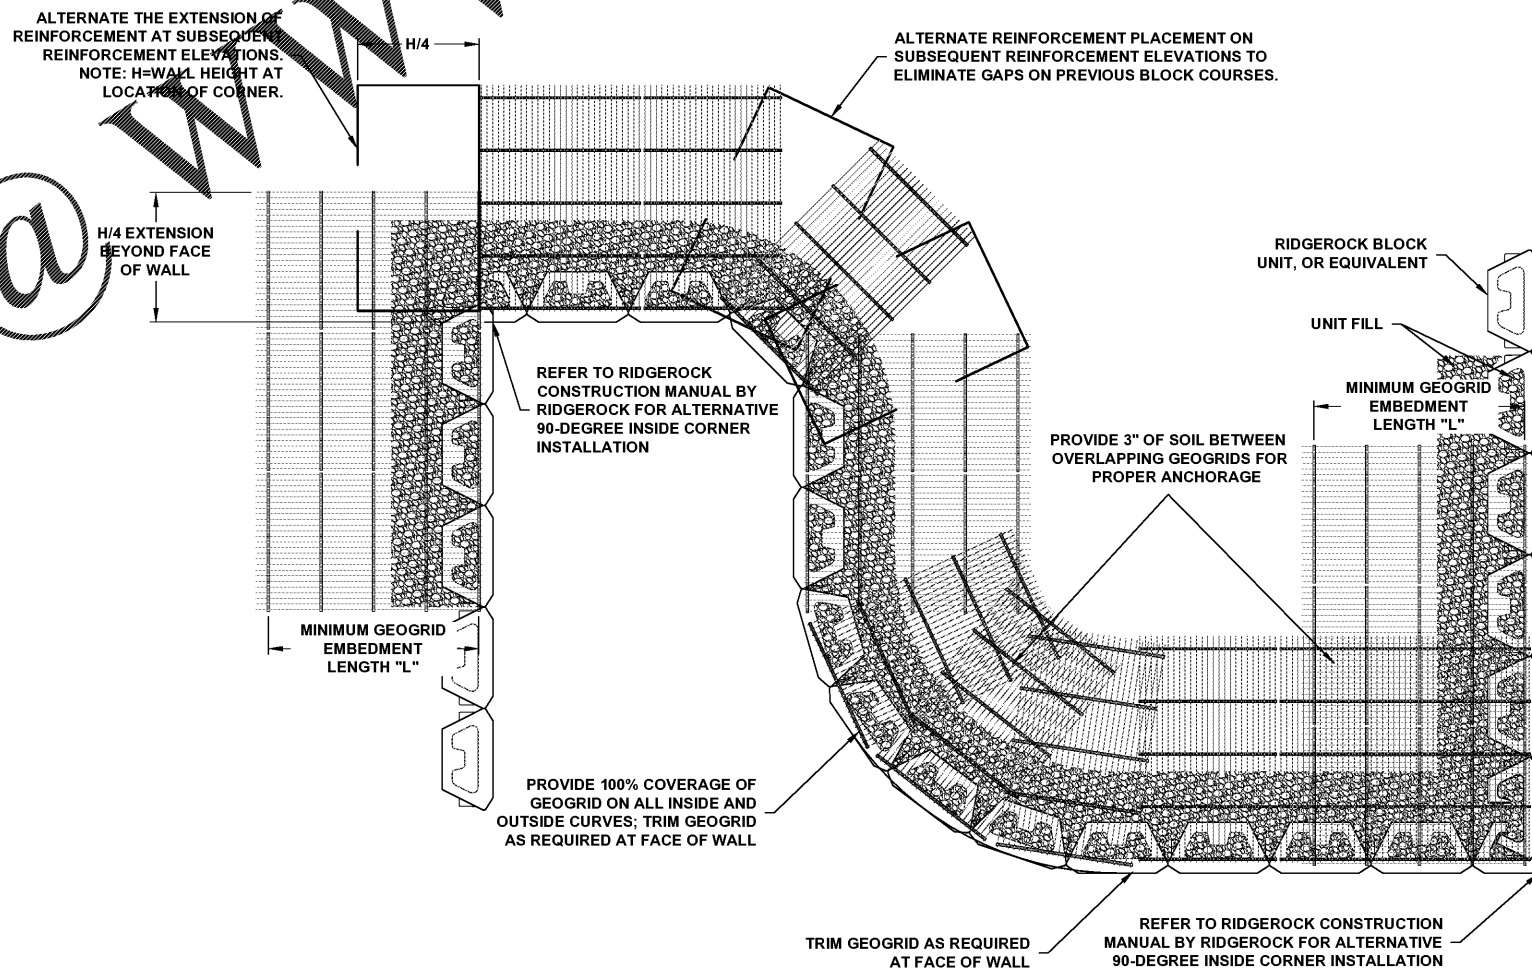 ALTERNATE THE EXTENSION OF
REINFORCEMENT AT SUBSEQUENT
REINFORCEMENT ELEVATIONS.
NOTE: H=WALL HEIGHT AT
LOCATION OF CORNER.
H/4
ALTERNATE REINFORCEMENT PLACEMENT ON
SUBSEQUENT REINFORCEMENT ELEVATIONS TO
ELIMINATE GAPS ON PREVIOUS BLOCK COURSES.
@ WW
H/4 EXTENSION
BEYOND FACE
OF WALL
RIDGEROCK BLOCK
UNIT, OR EQUIVALENT
UNIT FILL
REFER TO RIDGEROCK
CONSTRUCTION MANUAL BY
RIDGEROCK FOR ALTERNATIVE
90-DEGREE INSIDE CORNER
INSTALLATION
MINIMUM GEOGRID
EMBEDMENT
LENGTH "L"
PROVIDE 3" OF SOIL BETWEEN
OVERLAPPING GEOGRIDS FOR
PROPER ANCHORAGE
MINIMUM GEOGRID
EMBEDMENT
LENGTH "L"
PROVIDE 100% COVERAGE OF
GEOGRID ON ALL INSIDE AND
OUTSIDE CURVES; TRIM GEOGRID
AS REQUIRED AT FACE OF WALL
TRIM GEOGRID AS REQUIRED
AT FACE OF WALL
REFER TO RIDGEROCK CONSTRUCTION
MANUAL BY RIDGEROCK FOR ALTERNATIVE
90-DEGREE INSIDE CORNER INSTALLATION